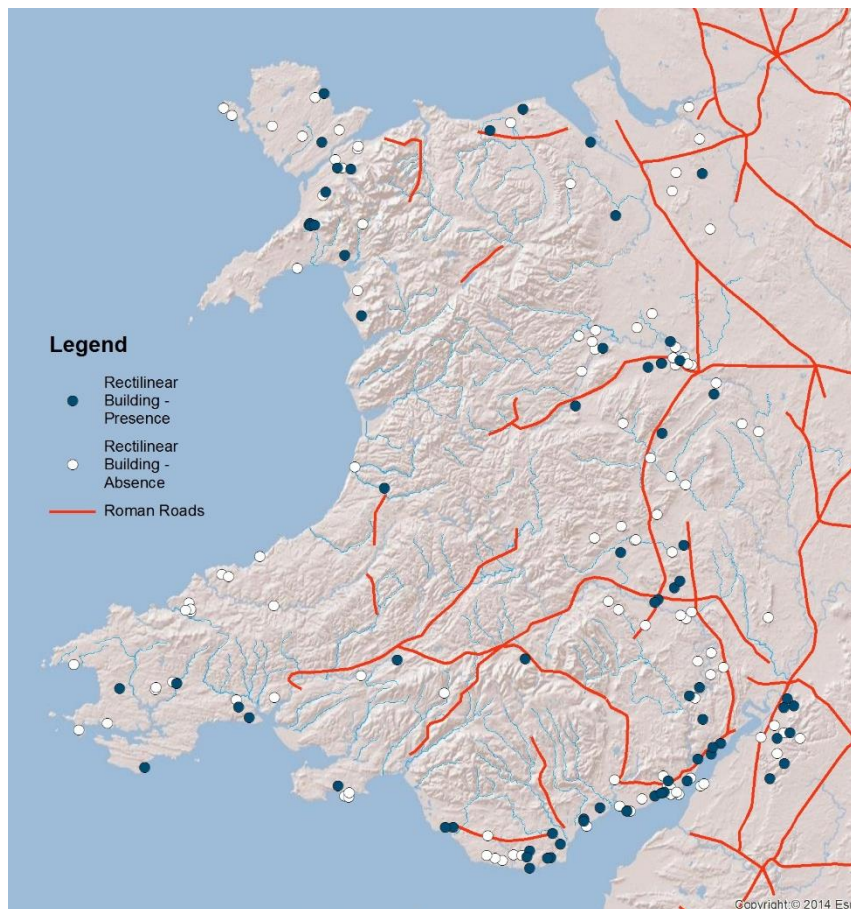 Legend
Rectilinear
Building -
Presence
Rectilinear
Building -
Absence
Roman Roads
Copyright:© 2014 Esri